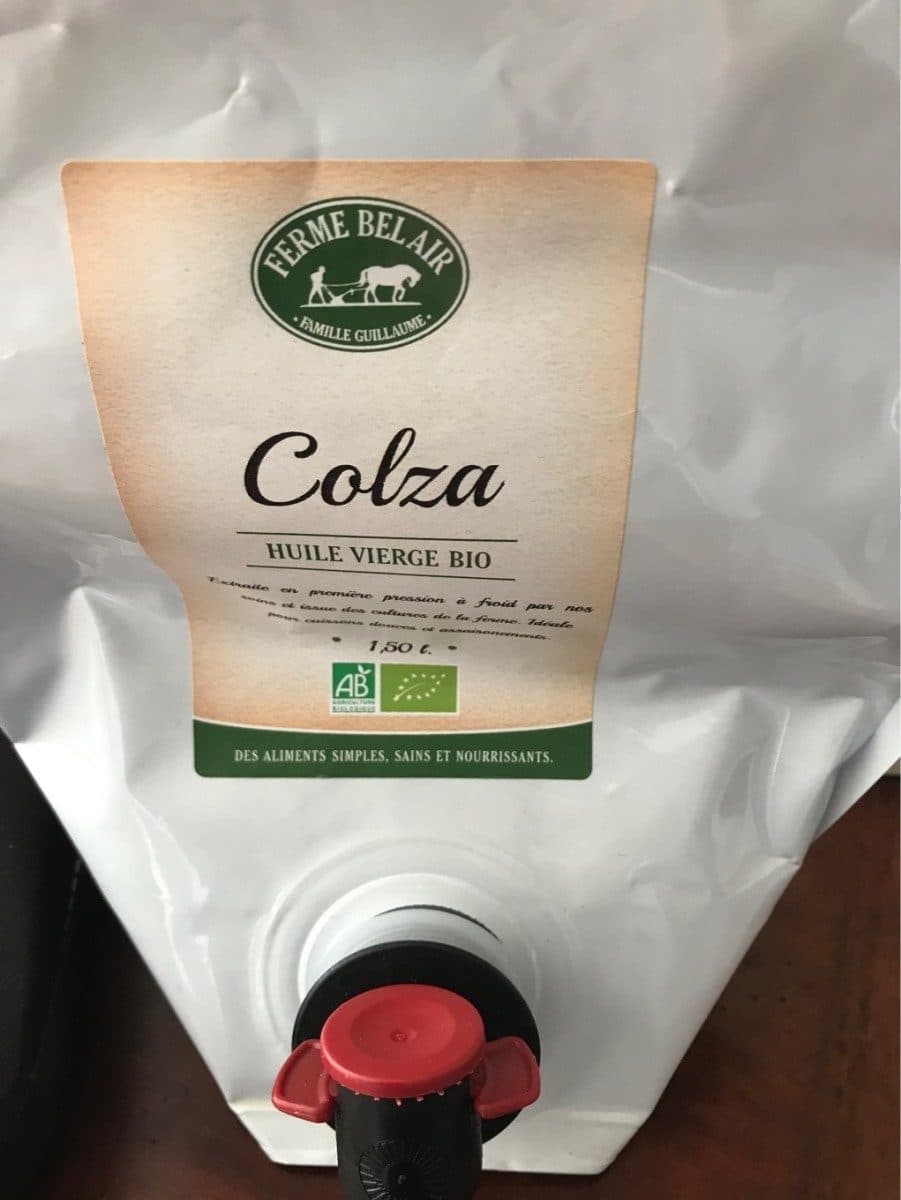 FERME BEL AIR
• FAMILLE GUILLAUME •
Colza
HUILE VIERGE BIO
Extraite en première pression à froid par nos
soins et issue des cultures de la ferme. Idéale
pour cuissons douces et assaisonnements.
• 1,50 l. •
AB
AGRICULTURE
BIOLOGIQUE
DES ALIMENTS SIMPLES, SAINS ET NOURRISSANTS.